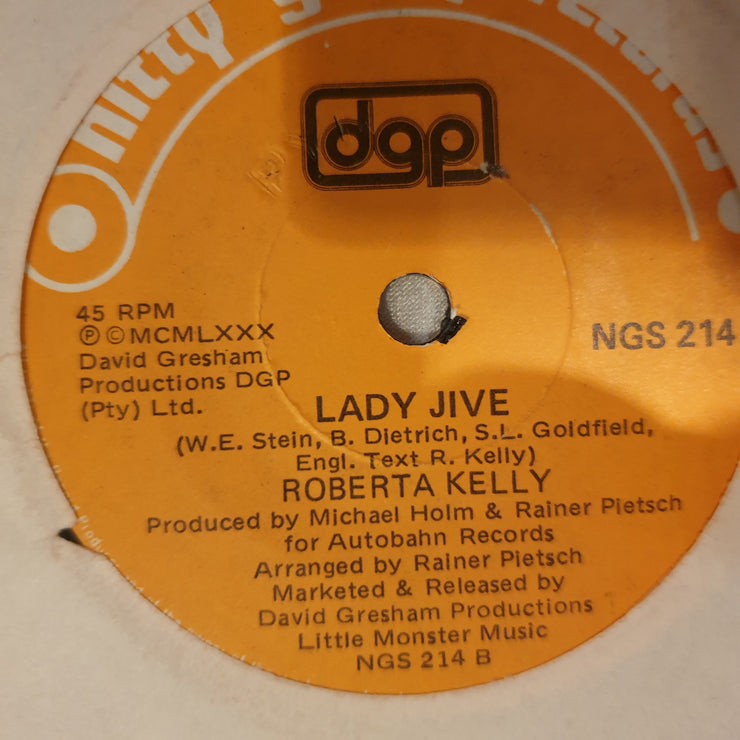 nitty
dgp
45 RPM
℗ © MCMLXXX
David Gresham
Productions DGP
(Pty) Ltd.
NGS 214
LADY JIVE
(W.E. Stein, B. Dietrich, S.L. Goldfield,
Engl. Text R. Kelly)
ROBERTA KELLY
Produced by Michael Holm & Rainer Pietsch
for Autobahn Records
Arranged by Rainer Pietsch
Marketed & Released by
David Gresham Productions
Little Monster Music
NGS 214 B